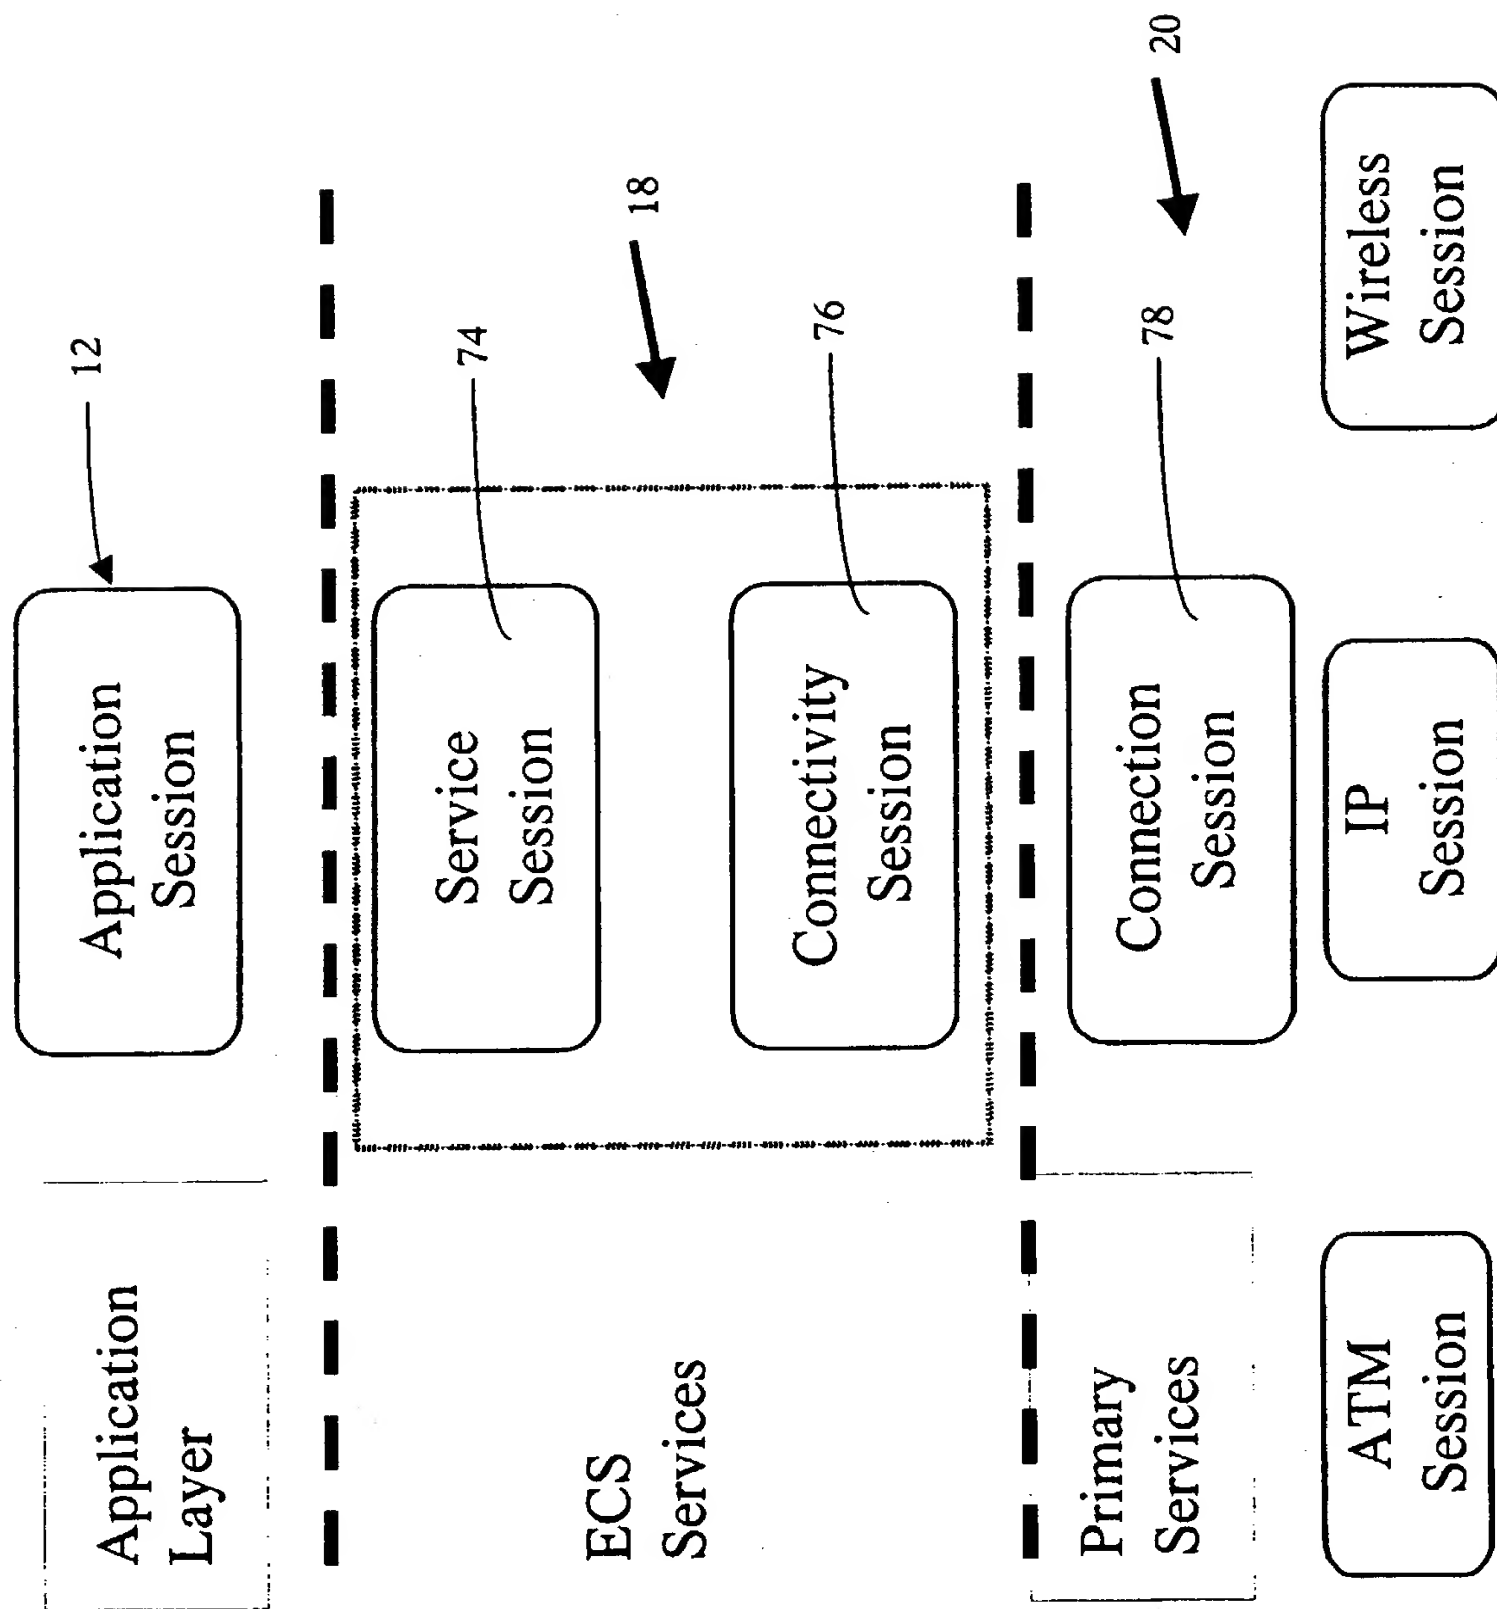 Application
Layer
Application
Session
12
ECS
Services
Service
Session
74
18
Connectivity
Session
76
Primary
Services
Connection
Session
78
20
ATM
Session
IP
Session
Wireless
Session